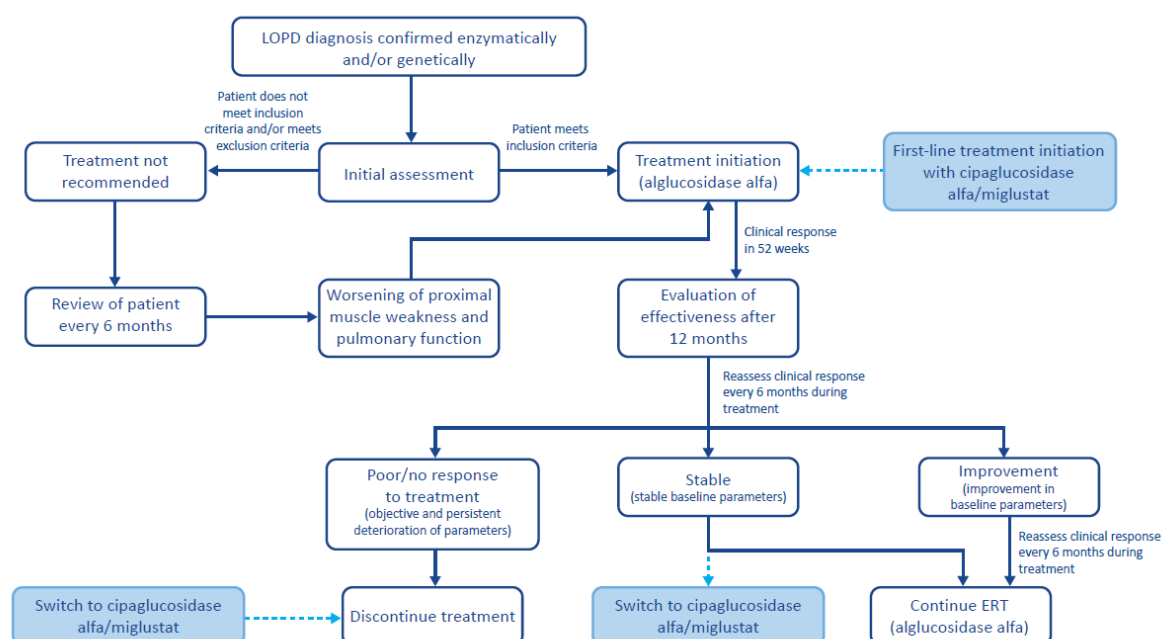 LOPD diagnosis confirmed enzymatically
and/or genetically
Patient does not
meet inclusion
criteria and/or meets
exclusion criteria
Patient meets
inclusion criteria
Treatment not
recommended
Initial assessment
Treatment initiation
(alglucosidase alfa)
First-line treatment initiation
with cipaglucosidase
alfa/miglustat
Clinical response
in 52 weeks
Review of patient
every 6 months
Worsening of proximal
muscle weakness and
pulmonary function
Evaluation of
effectiveness after
12 months
Reassess clinical response
every 6 months during
treatment
Poor/no response
to treatment
(objective and persistent
detorioration of parameters)
Stable
(stable baseline parameters)
Improvement
(improvement in
baseline parameters)
Reassess clinical response
every 6 months during
treatment
Switch to cipaglucosidase
alfa/miglustat
Discontinue treatment
Switch to cipaglucosidase
alfa/miglustat
Continue ERT
(alglucosidase alfa)